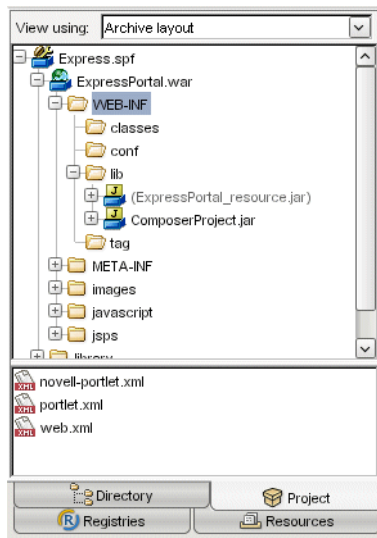 View using: Archive layout
Express.spf
ExpressPortal.war
WEB-INF
classes
conf
lib
(ExpressPortal_resource.jar)
ComposerProject.jar
tag
META-INF
images
javascript
jsps
library
novell-portlet.xml
portlet.xml
web.xml
Directory
Project
Registries
Resources